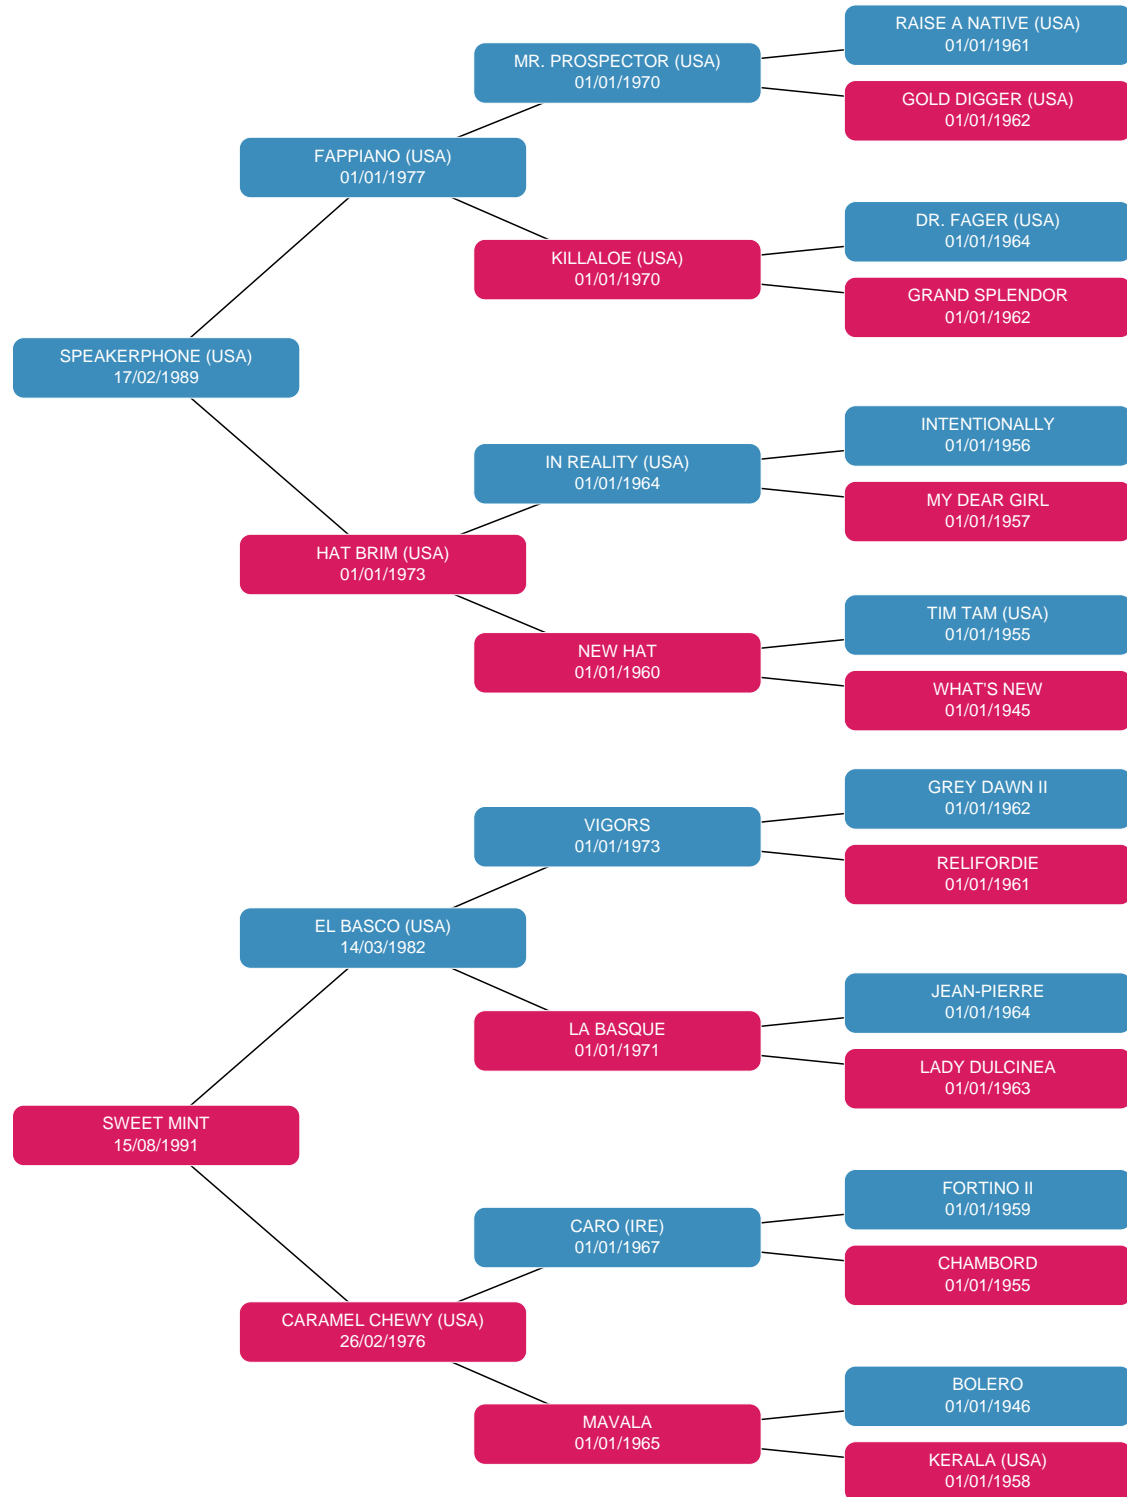 RAISE A NATIVE (USA)
01/01/1961
MR. PROSPECTOR (USA)
01/01/1970
GOLD DIGGER (USA)
01/01/1962
FAPPIANO (USA)
01/01/1977
DR. FAGER (USA)
01/01/1964
KILLALOE (USA)
01/01/1970
GRAND SPLENDOR
01/01/1962
SPEAKERPHONE (USA)
17/02/1989
INTENTIONALLY
01/01/1956
IN REALITY (USA)
01/01/1964
MY DEAR GIRL
01/01/1957
HAT BRIM (USA)
01/01/1973
TIM TAM (USA)
01/01/1955
NEW HAT
01/01/1960
WHAT'S NEW
01/01/1945
GREY DAWN II
01/01/1962
VIGORS
01/01/1973
RELIFORDIE
01/01/1961
EL BASCO (USA)
14/03/1982
JEAN-PIERRE
01/01/1964
LA BASQUE
01/01/1971
LADY DULCINEA
01/01/1963
SWEET MINT
15/08/1991
FORTINO II
01/01/1959
CARO (IRE)
01/01/1967
CHAMBORD
01/01/1955
CARAMEL CHEWY (USA)
26/02/1976
BOLERO
01/01/1946
MAVALA
01/01/1965
KERALA (USA)
01/01/1958